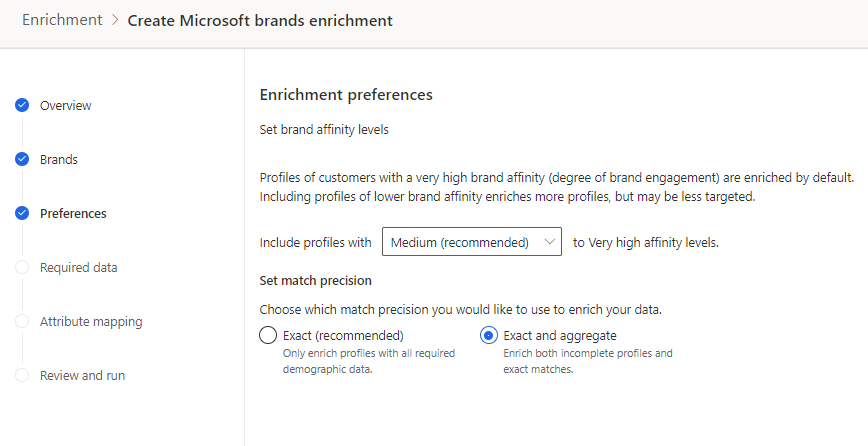 Enrichment > Create Microsoft brands enrichment
Overview
Brands
Preferences
Required data
Attribute mapping
Review and run
Enrichment preferences
Set brand affinity levels
Profiles of customers with a very high brand affinity (degree of brand engagement) are enriched by default.
Including profiles of lower brand affinity enriches more profiles, but may be less targeted.
Include profiles with Medium (recommended) to Very high affinity levels.
Set match precision
Choose which match precision you would like to use to enrich your data.
Exact (recommended)
Only enrich profiles with all required
demographic data.
Exact and aggregate
Enrich both incomplete profiles and
exact matches.